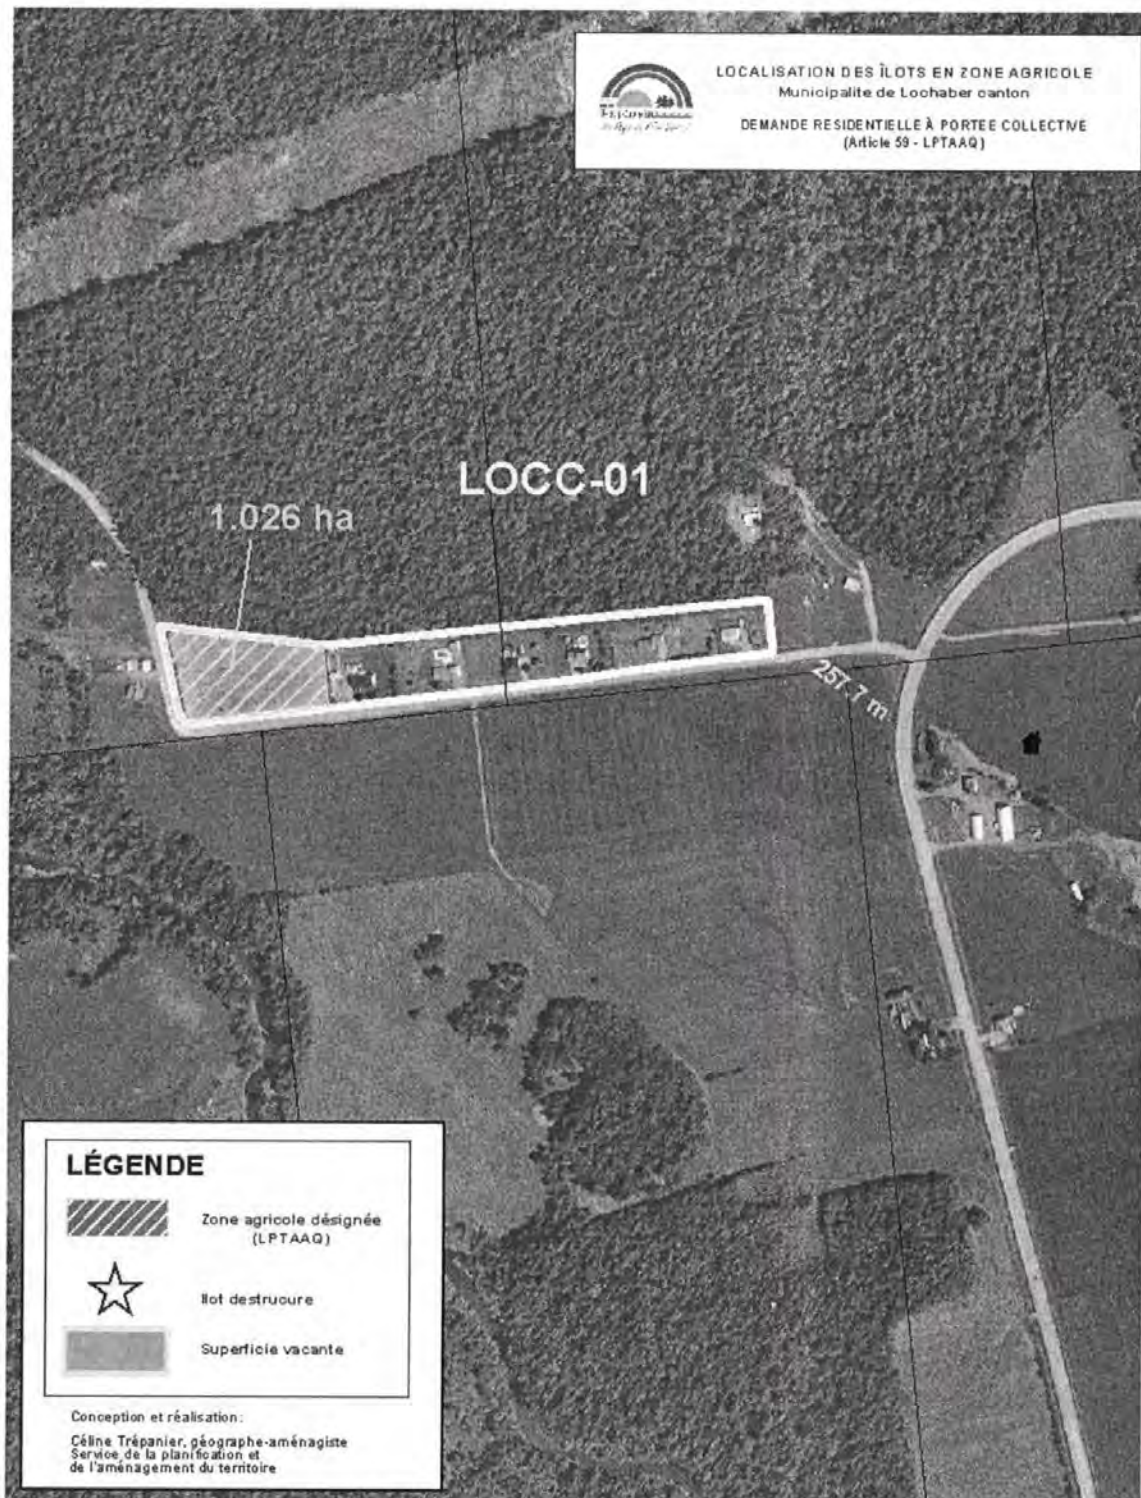 LOCALISATION DES ÎLOTS EN ZONE AGRICOLE
Municipalite de Lochaber canton
DEMANDE RESIDENTIELLE À PORTEE COLLECTIVE
(Article 59 - LPTAAQ)
LOCC-01
1.026 ha
257.7 m
LÉGENDE
Zone agricole désignée
(LPTAAQ)
Ilot destrucure
Superficie vacante
Conception et réalisation:
Céline Trépanier, géographe-aménagiste
Service de la planification et
de l'aménagement du territoire